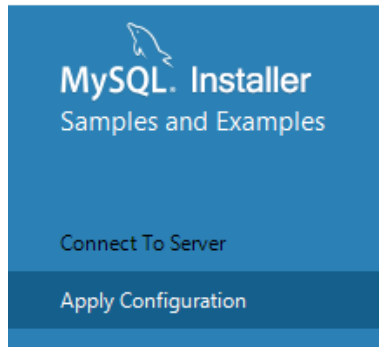 MySQL. Installer
Samples and Examples
Connect To Server
Apply Configuration